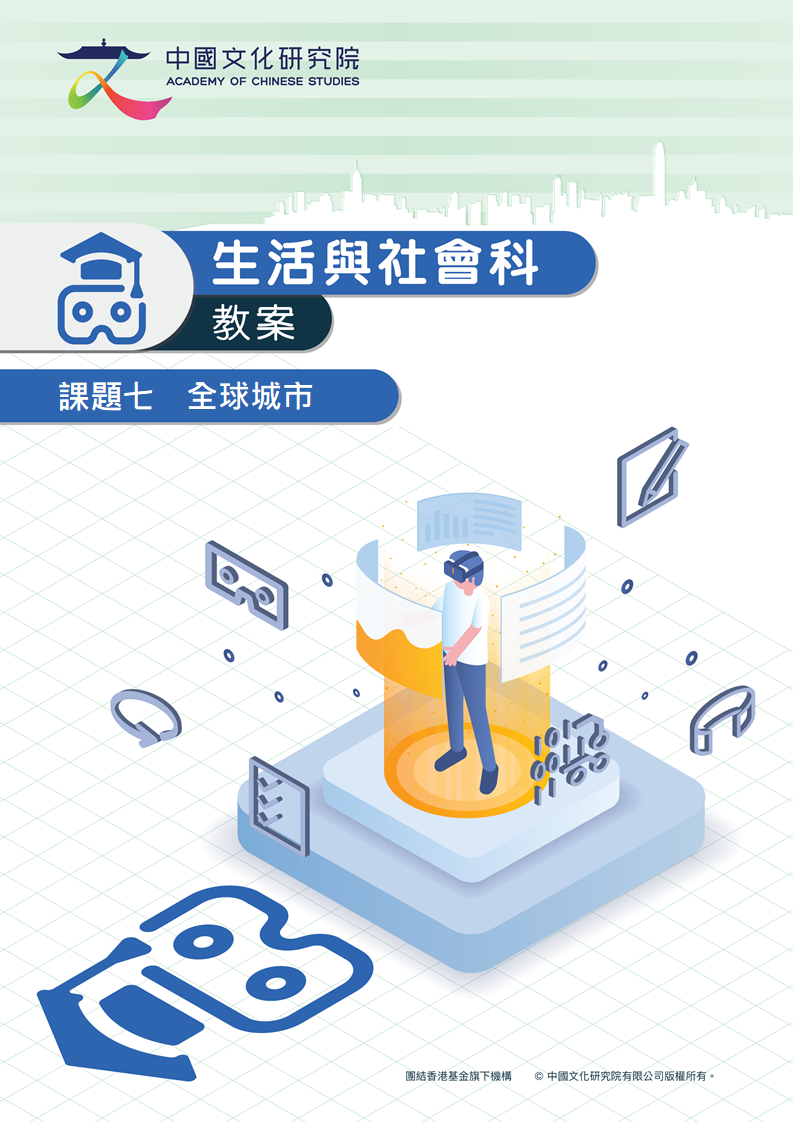 中國文化研究院
ACADEMY OF CHINESE STUDIES
生活與社會科
教案
課題七 全球城市
團結香港基金旗下機構 © 中國文化研究院有限公司版權所有。